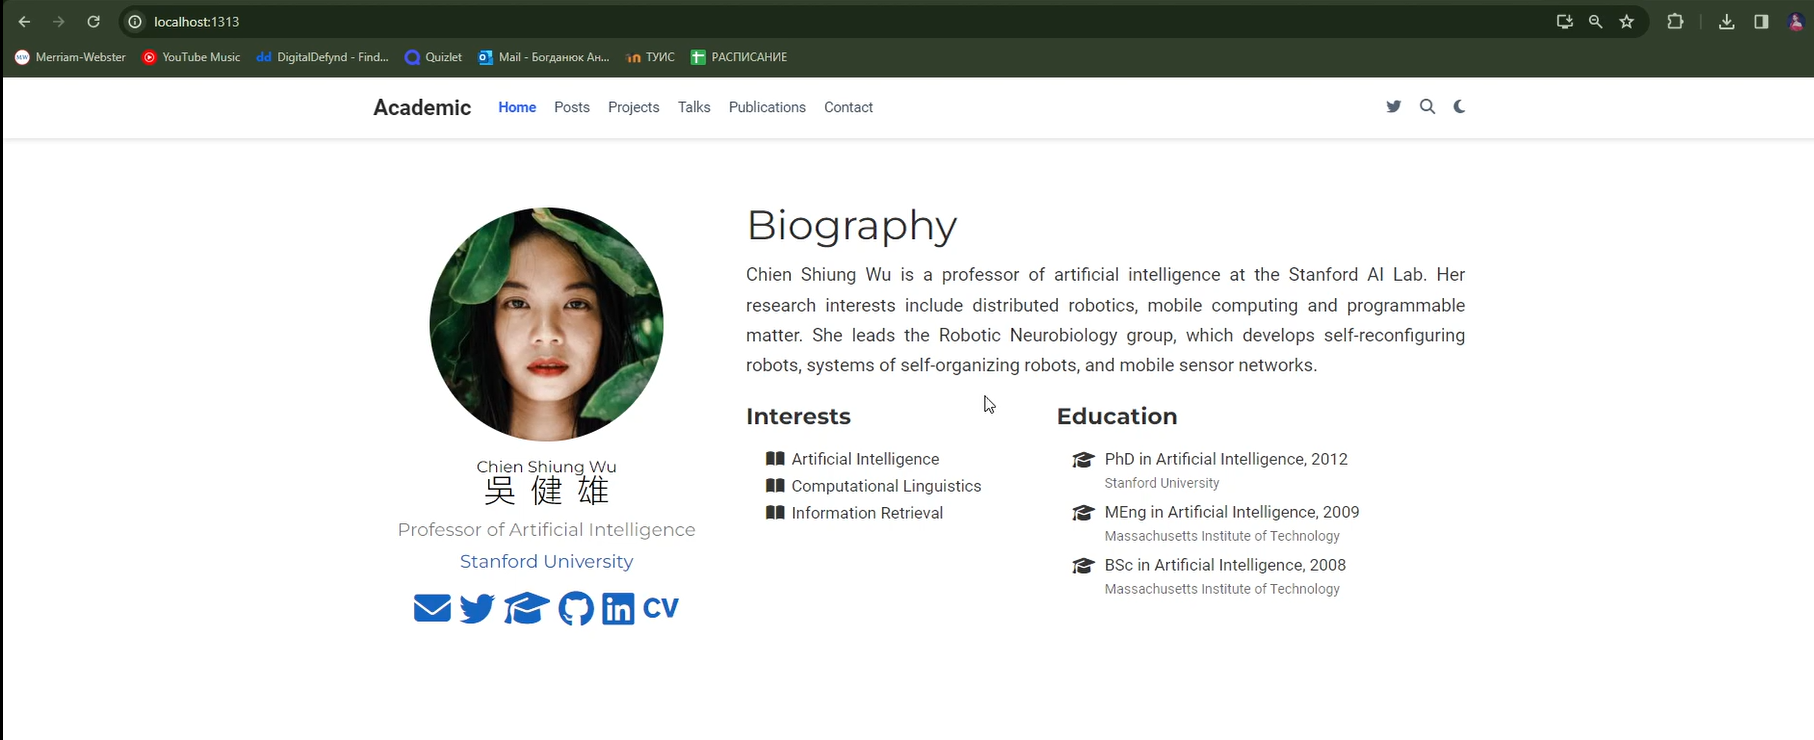 localhost:1313
MW Merriam-Webster YouTube Music dd DigitalDefynd - Find... Quizlet Mail - Богданюк Ан... ТУИС РАСПИСАНИЕ
Academic Home Posts Projects Talks Publications Contact
Biography
Chien Shiung Wu is a professor of artificial intelligence at the Stanford AI Lab. Her
research interests include distributed robotics, mobile computing and programmable
matter. She leads the Robotic Neurobiology group, which develops self-reconfiguring
robots, systems of self-organizing robots, and mobile sensor networks.
Chien Shiung Wu
吳健雄
Professor of Artificial Intelligence
Stanford University
CV
Interests
Artificial Intelligence
Computational Linguistics
Information Retrieval
Education
PhD in Artificial Intelligence, 2012
Stanford University
MEng in Artificial Intelligence, 2009
Massachusetts Institute of Technology
BSc in Artificial Intelligence, 2008
Massachusetts Institute of Technology